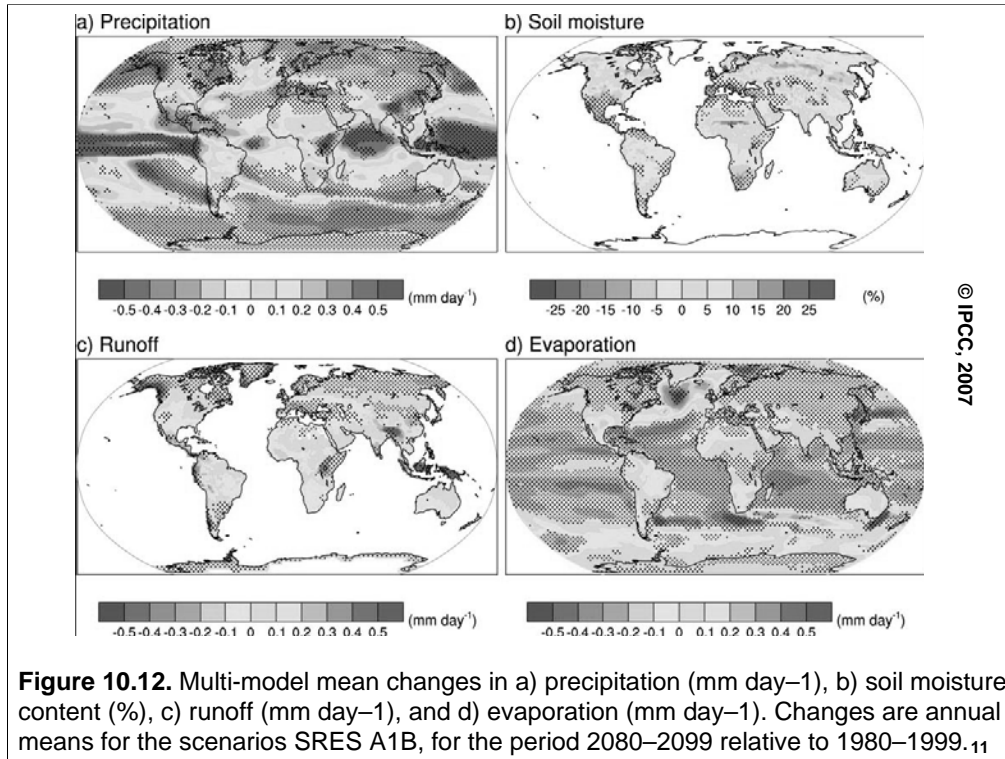 a) Precipitation
b) Soil moisture
-0.5 -0.4 -0.3 -0.2 -0.1 0 0.1 0.2 0.3 0.4 0.5 (mm day-1)
-25 -20 -15 -10 -5 0 5 10 15 20 25 (%)
c) Runoff
d) Evaporation
-0.5 -0.4 -0.3 -0.2 -0.1 0 0.1 0.2 0.3 0.4 0.5 (mm day-1)
-0.5 -0.4 -0.3 -0.2 -0.1 0 0.1 0.2 0.3 0.4 0.5 (mm day-1)
© IPCC, 2007
Figure 10.12. Multi-model mean changes in a) precipitation (mm day–1), b) soil moisture
content (%), c) runoff (mm day–1), and d) evaporation (mm day–1). Changes are annual
means for the scenarios SRES A1B, for the period 2080–2099 relative to 1980–1999.11